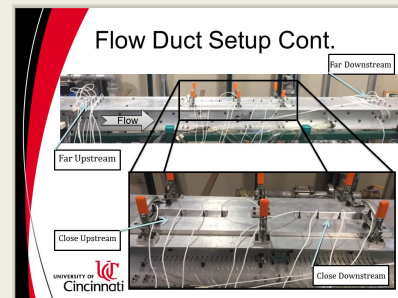 Flow Duct Setup Cont.
Far Downstream
Flow
Far Upstream
Close Upstream
Close Downstream
UNIVERSITY OF
Cincinnati